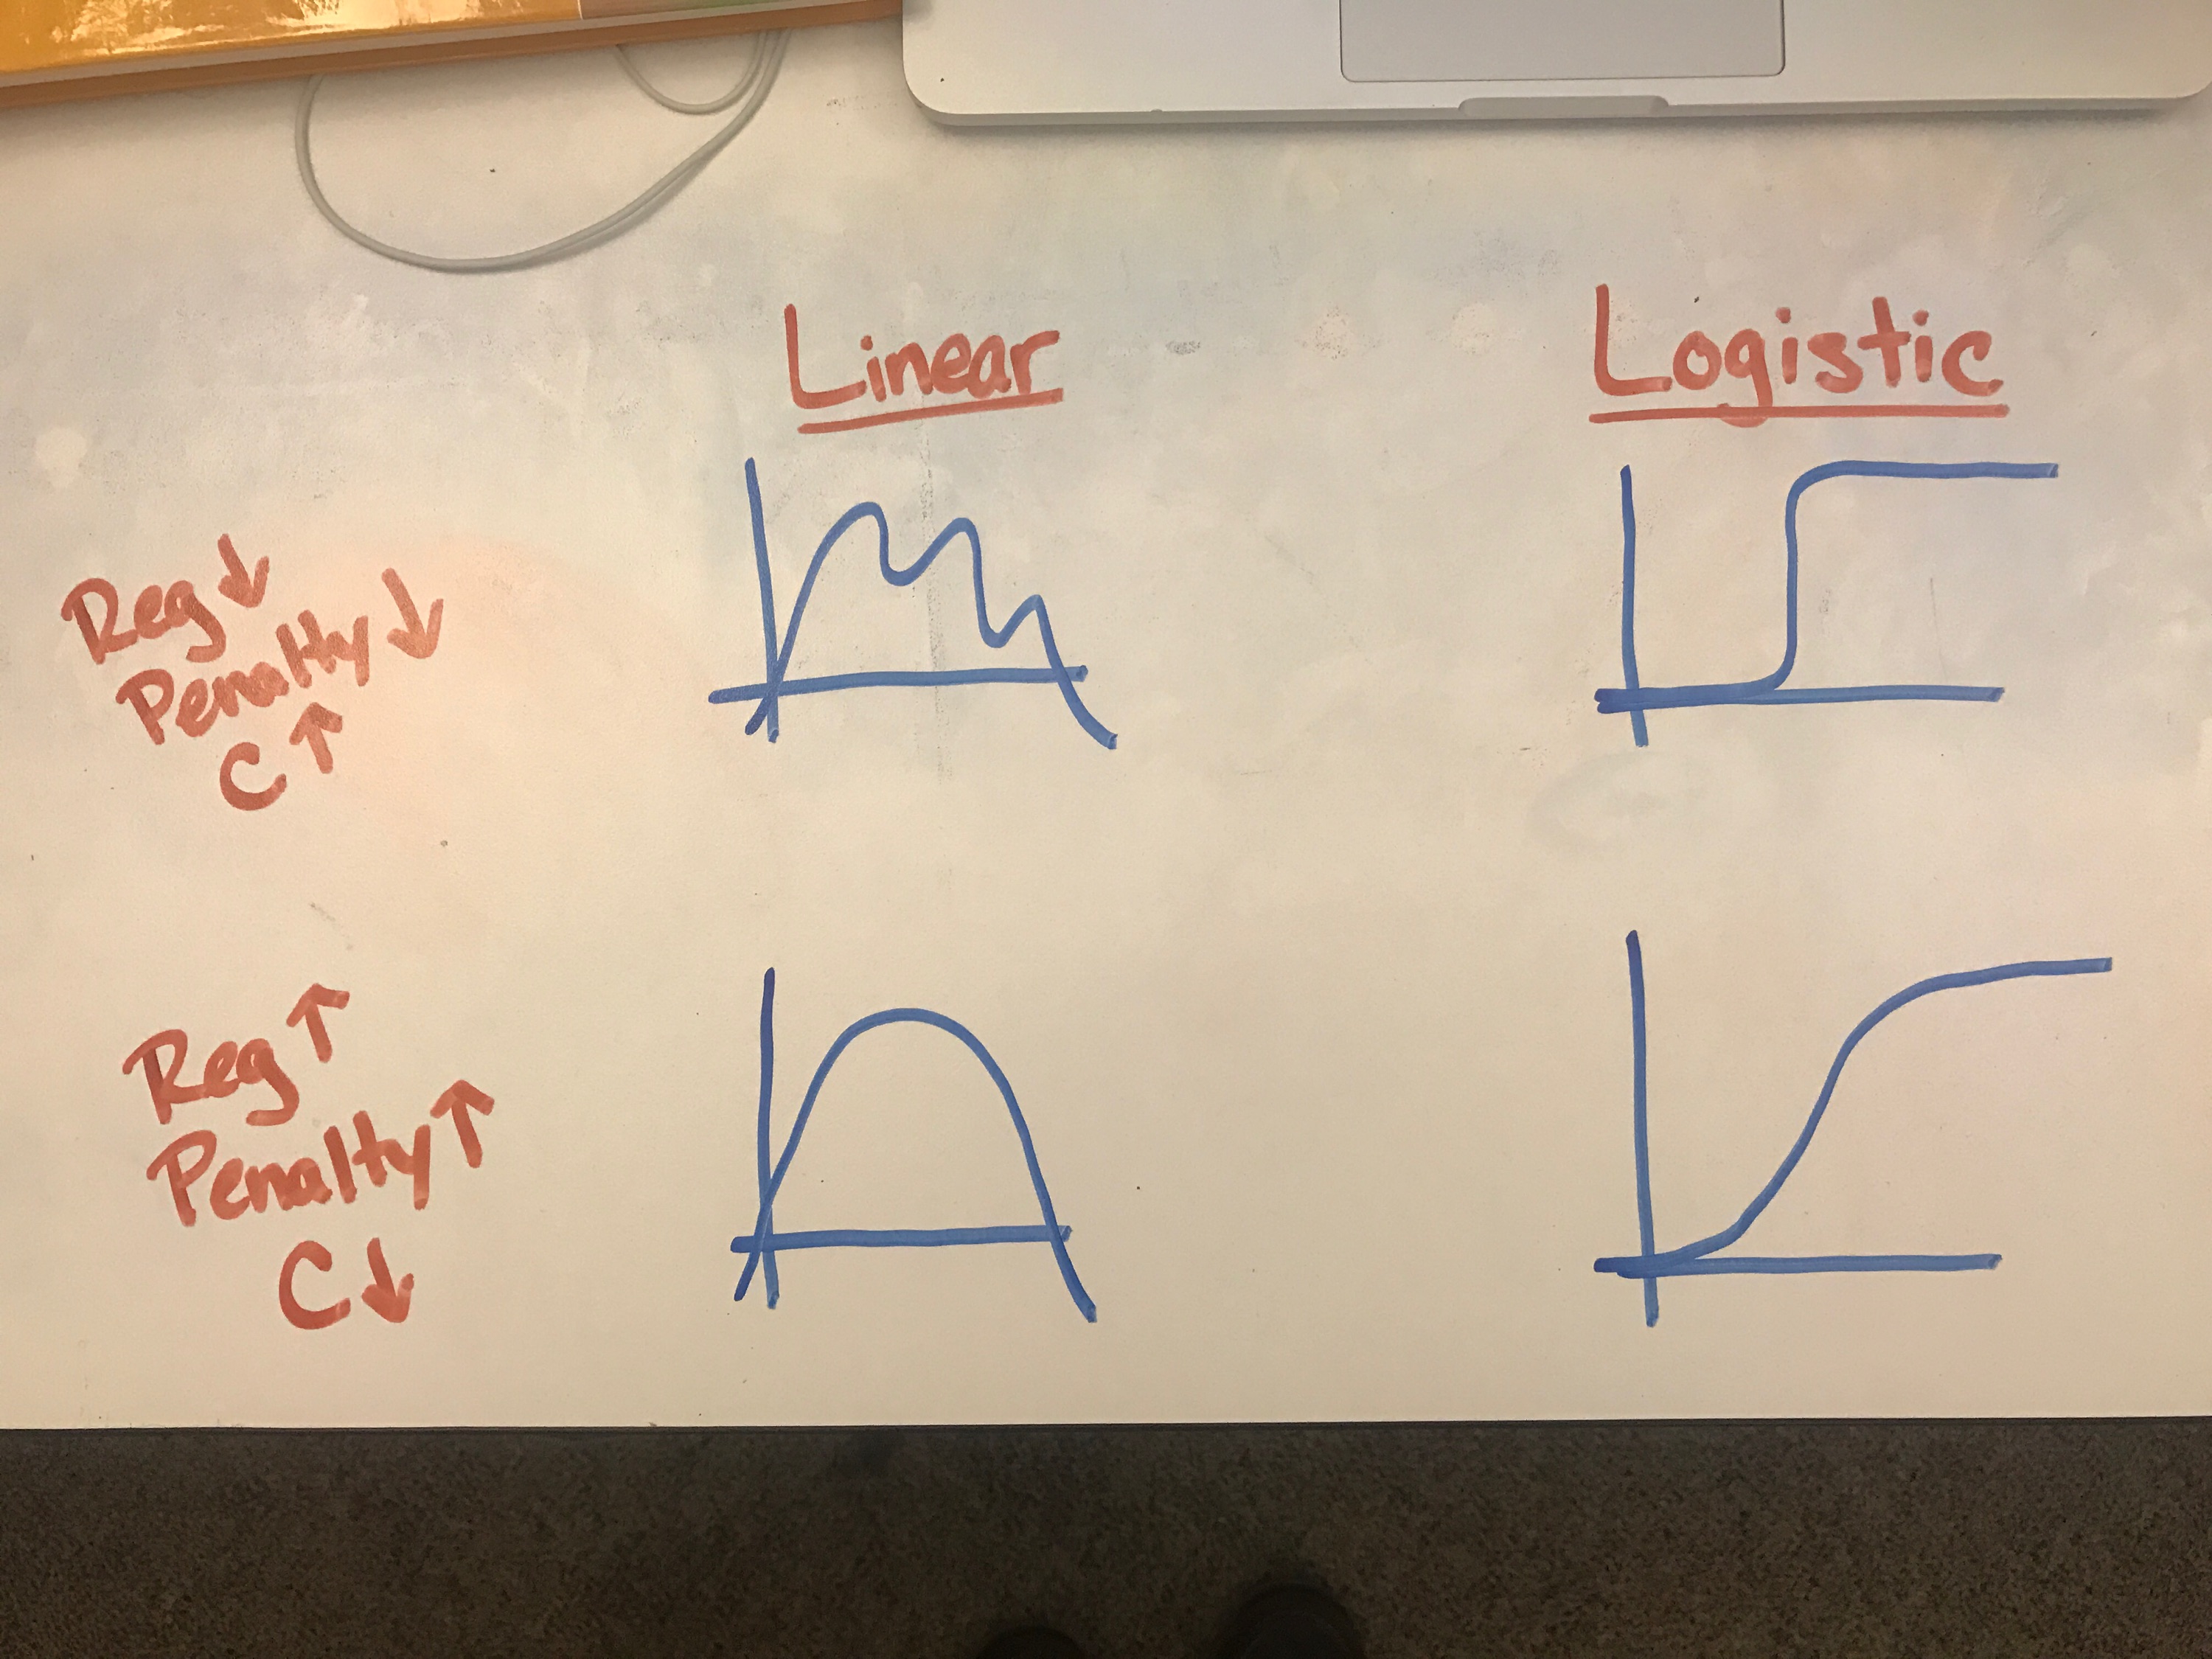 Linear
Logistic
Reg ↓
Penalty ↓
C ↑
Reg ↑
Penalty ↑
C ↓